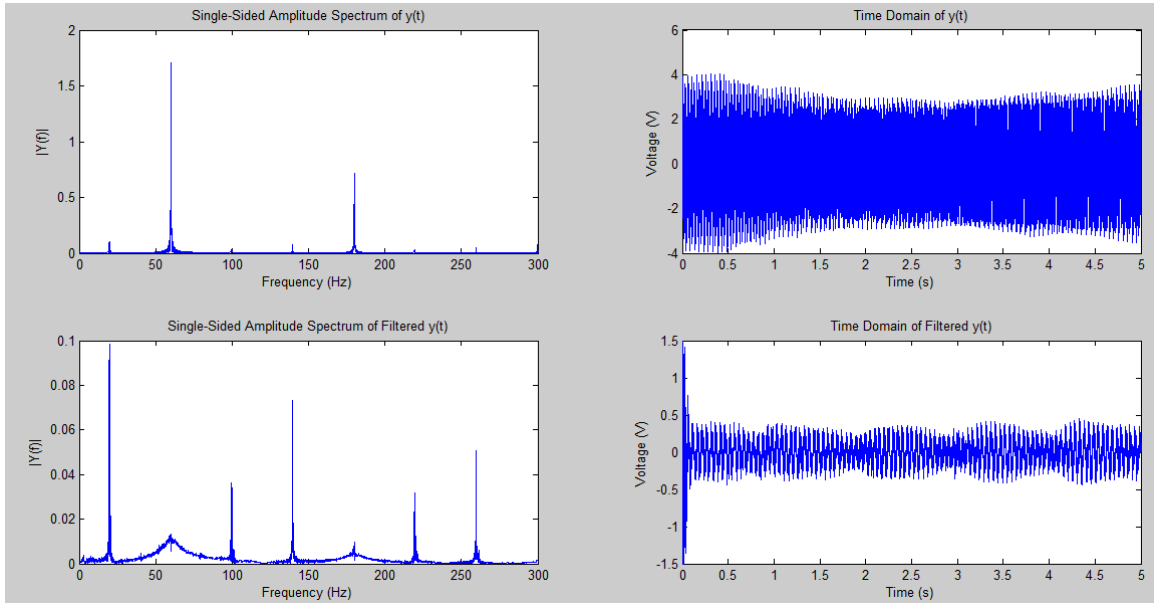 Single-Sided Amplitude Spectrum of y(t)
2
1.5
1
0.5
0
|Y(f)|
0 50 100 150 200 250 300
Frequency (Hz)
Time Domain of y(t)
6
4
2
0
-2
-4
Voltage (V)
0 0.5 1 1.5 2 2.5 3 3.5 4 4.5 5
Time (s)
Single-Sided Amplitude Spectrum of Filtered y(t)
0.1
0.08
0.06
0.04
0.02
0
|Y(f)|
0 50 100 150 200 250 300
Frequency (Hz)
Time Domain of Filtered y(t)
1.5
1
0.5
0
-0.5
-1
-1.5
Voltage (V)
0 0.5 1 1.5 2 2.5 3 3.5 4 4.5 5
Time (s)